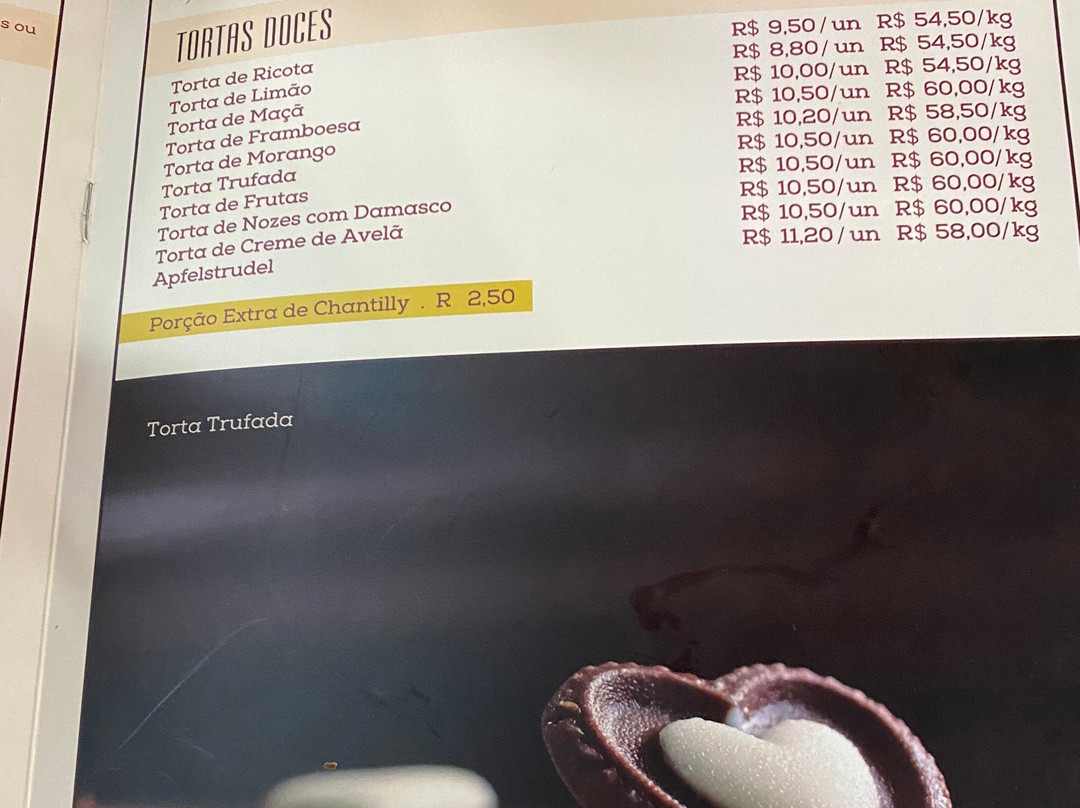 s ou
TORTAS DOCES
Torta de Ricota R$ 9,50/un R$ 54,50/kg
Torta de Limão R$ 8,80/un R$ 54,50/kg
Torta de Maçã R$ 10,00/un R$ 54,50/kg
Torta de Framboesa R$ 10,50/un R$ 60,00/kg
Torta de Morango R$ 10,20/un R$ 58,50/kg
Torta Trufada R$ 10,50/un R$ 60,00/kg
Torta de Frutas R$ 10,50/un R$ 60,00/kg
Torta de Nozes com Damasco R$ 10,50/un R$ 60,00/kg
Torta de Creme de Avelã R$ 10,50/un R$ 60,00/kg
Apfelstrudel R$ 11,20/un R$ 58,00/kg
Porção Extra de Chantilly . R 2,50
Torta Trufada